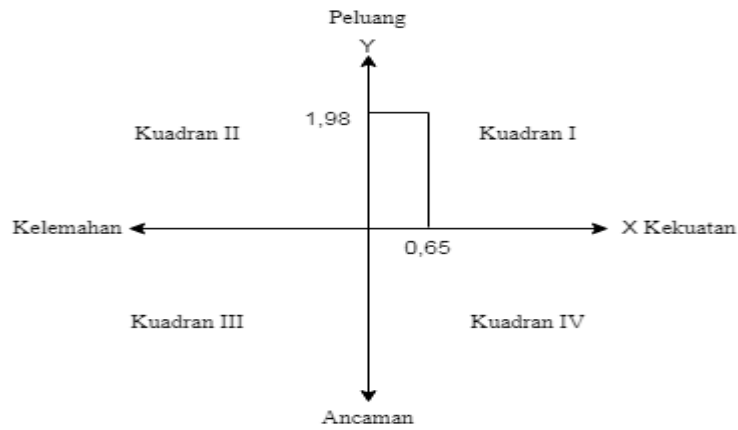 Peluang
Y
1,98
Kuadran II
Kuadran I
Kelemahan
X Kekuatan
0,65
Kuadran III
Kuadran IV
Ancaman